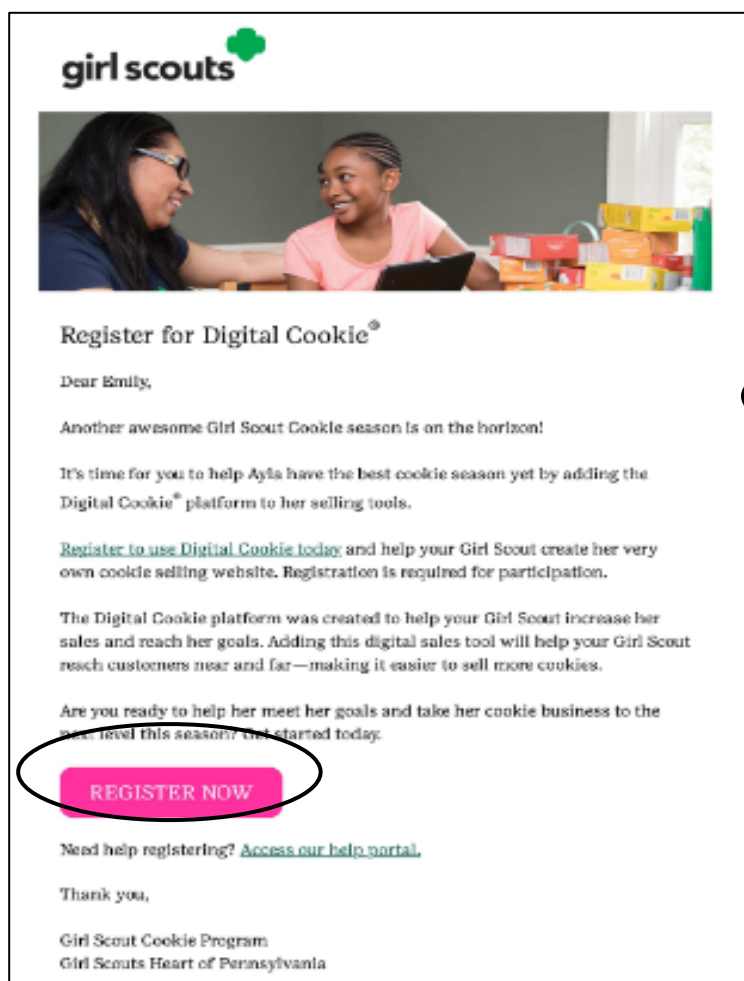 girl scouts
Register for Digital Cookie®
Dear Emily,
Another awesome Girl Scout Cookie season is on the horizon!
It's time for you to help Ayla have the best cookie season yet by adding the
Digital Cookie® platform to her selling tools.
Register to use Digital Cookie today and help your Girl Scout create her very
own cookie selling website. Registration is required for participation.
The Digital Cookie platform was created to help your Girl Scout increase her
sales and reach her goals. Adding this digital sales tool will help your Girl Scout
reach customers near and far—making it easier to sell more cookies.
Are you ready to help her meet her goals and take her cookie business to the
next level this season? Get started today.
REGISTER NOW
Need help registering? Access our help portal.
Thank you,
Girl Scout Cookie Program
Girl Scouts Heart of Pennsylvania